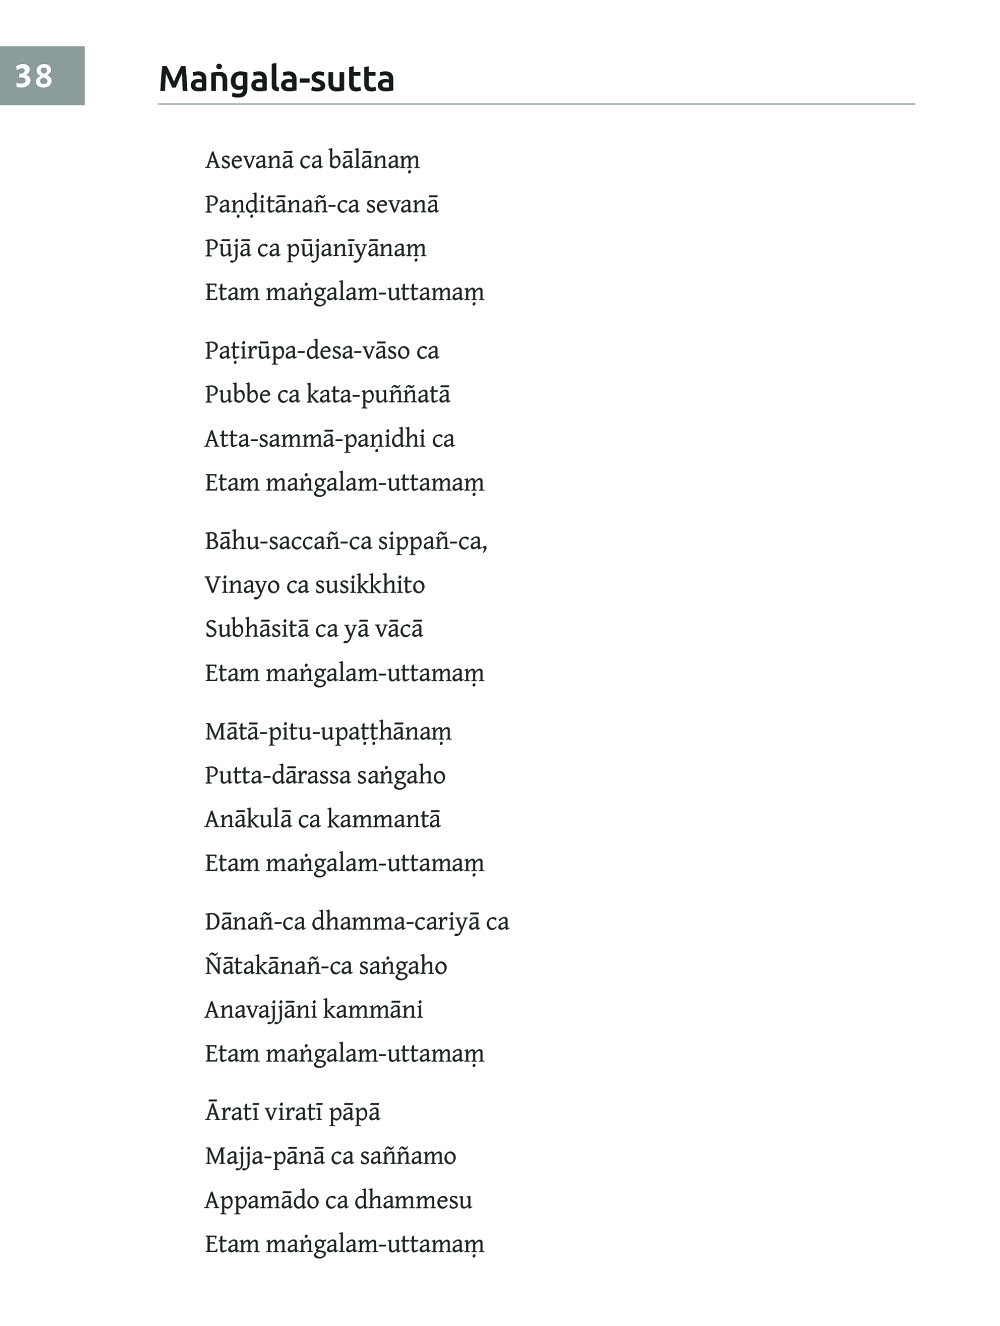 38
Maṅgala-sutta
Asevanā ca bālānaṃ
Paṇḍitānañ-ca sevanā
Pūjā ca pūjanīyānaṃ
Etam maṅgalam-uttamaṃ
Paṭirūpa-desa-vāso ca
Pubbe ca kata-puññatā
Atta-sammā-paṇidhi ca
Etam maṅgalam-uttamaṃ
Bāhu-saccañ-ca sippañ-ca,
Vinayo ca susikkhito
Subhāsitā ca yā vācā
Etam maṅgalam-uttamaṃ
Mātā-pitu-upaṭṭhānaṃ
Putta-dārassa saṅgaho
Anākulā ca kammantā
Etam maṅgalam-uttamaṃ
Dānañ-ca dhamma-cariyā ca
Ñātakānañ-ca saṅgaho
Anavajjāni kammāni
Etam maṅgalam-uttamaṃ
Āratī viratī pāpā
Majja-pānā ca saññamo
Appamādo ca dhammesu
Etam maṅgalam-uttamaṃ